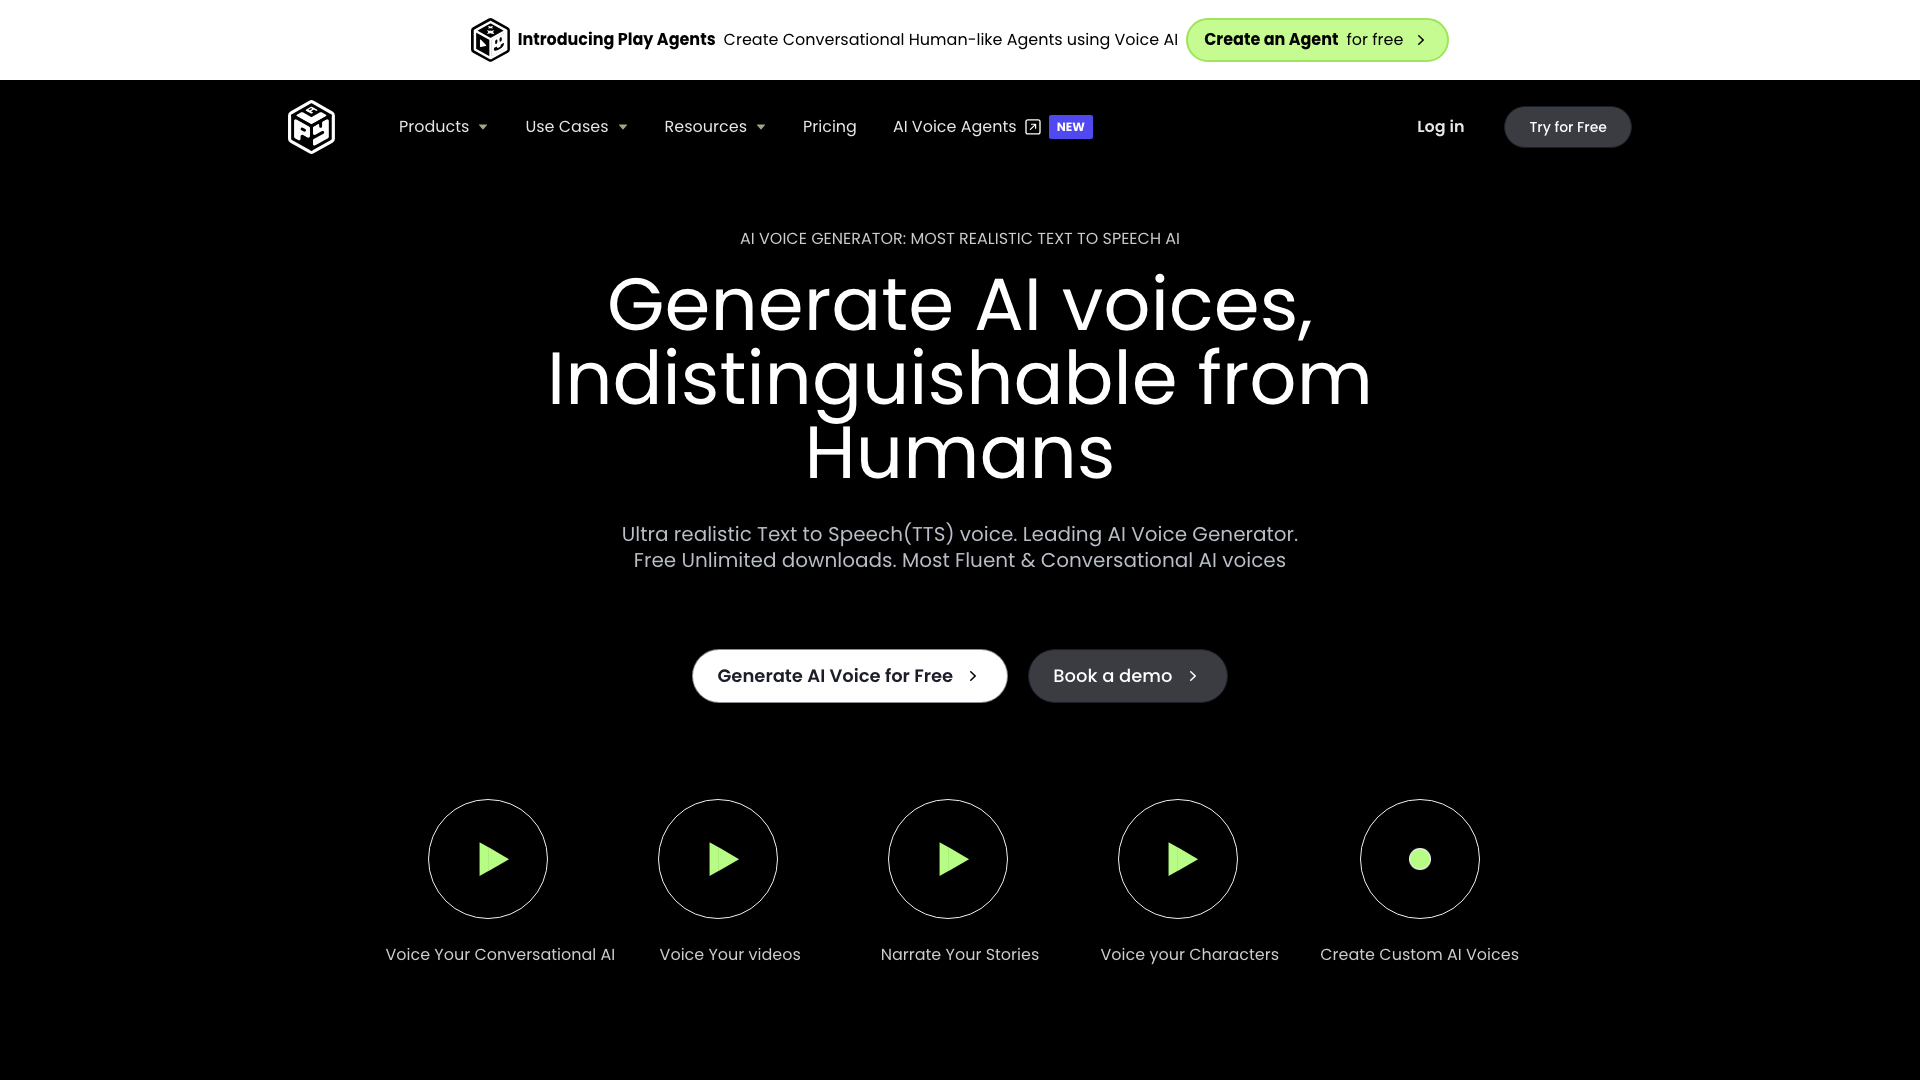 Introducing Play Agents Create Conversational Human-like Agents using Voice AI Create an Agent for free
Products Use Cases Resources Pricing AI Voice Agents NEW Log in Try for Free
AI VOICE GENERATOR: MOST REALISTIC TEXT TO SPEECH AI
Generate AI voices,
Indistinguishable from
Humans
Ultra realistic Text to Speech(TTS) voice. Leading AI Voice Generator.
Free Unlimited downloads. Most Fluent & Conversational AI voices
Generate AI Voice for Free Book a demo
Voice Your Conversational AI Voice Your videos Narrate Your Stories Voice your Characters Create Custom AI Voices